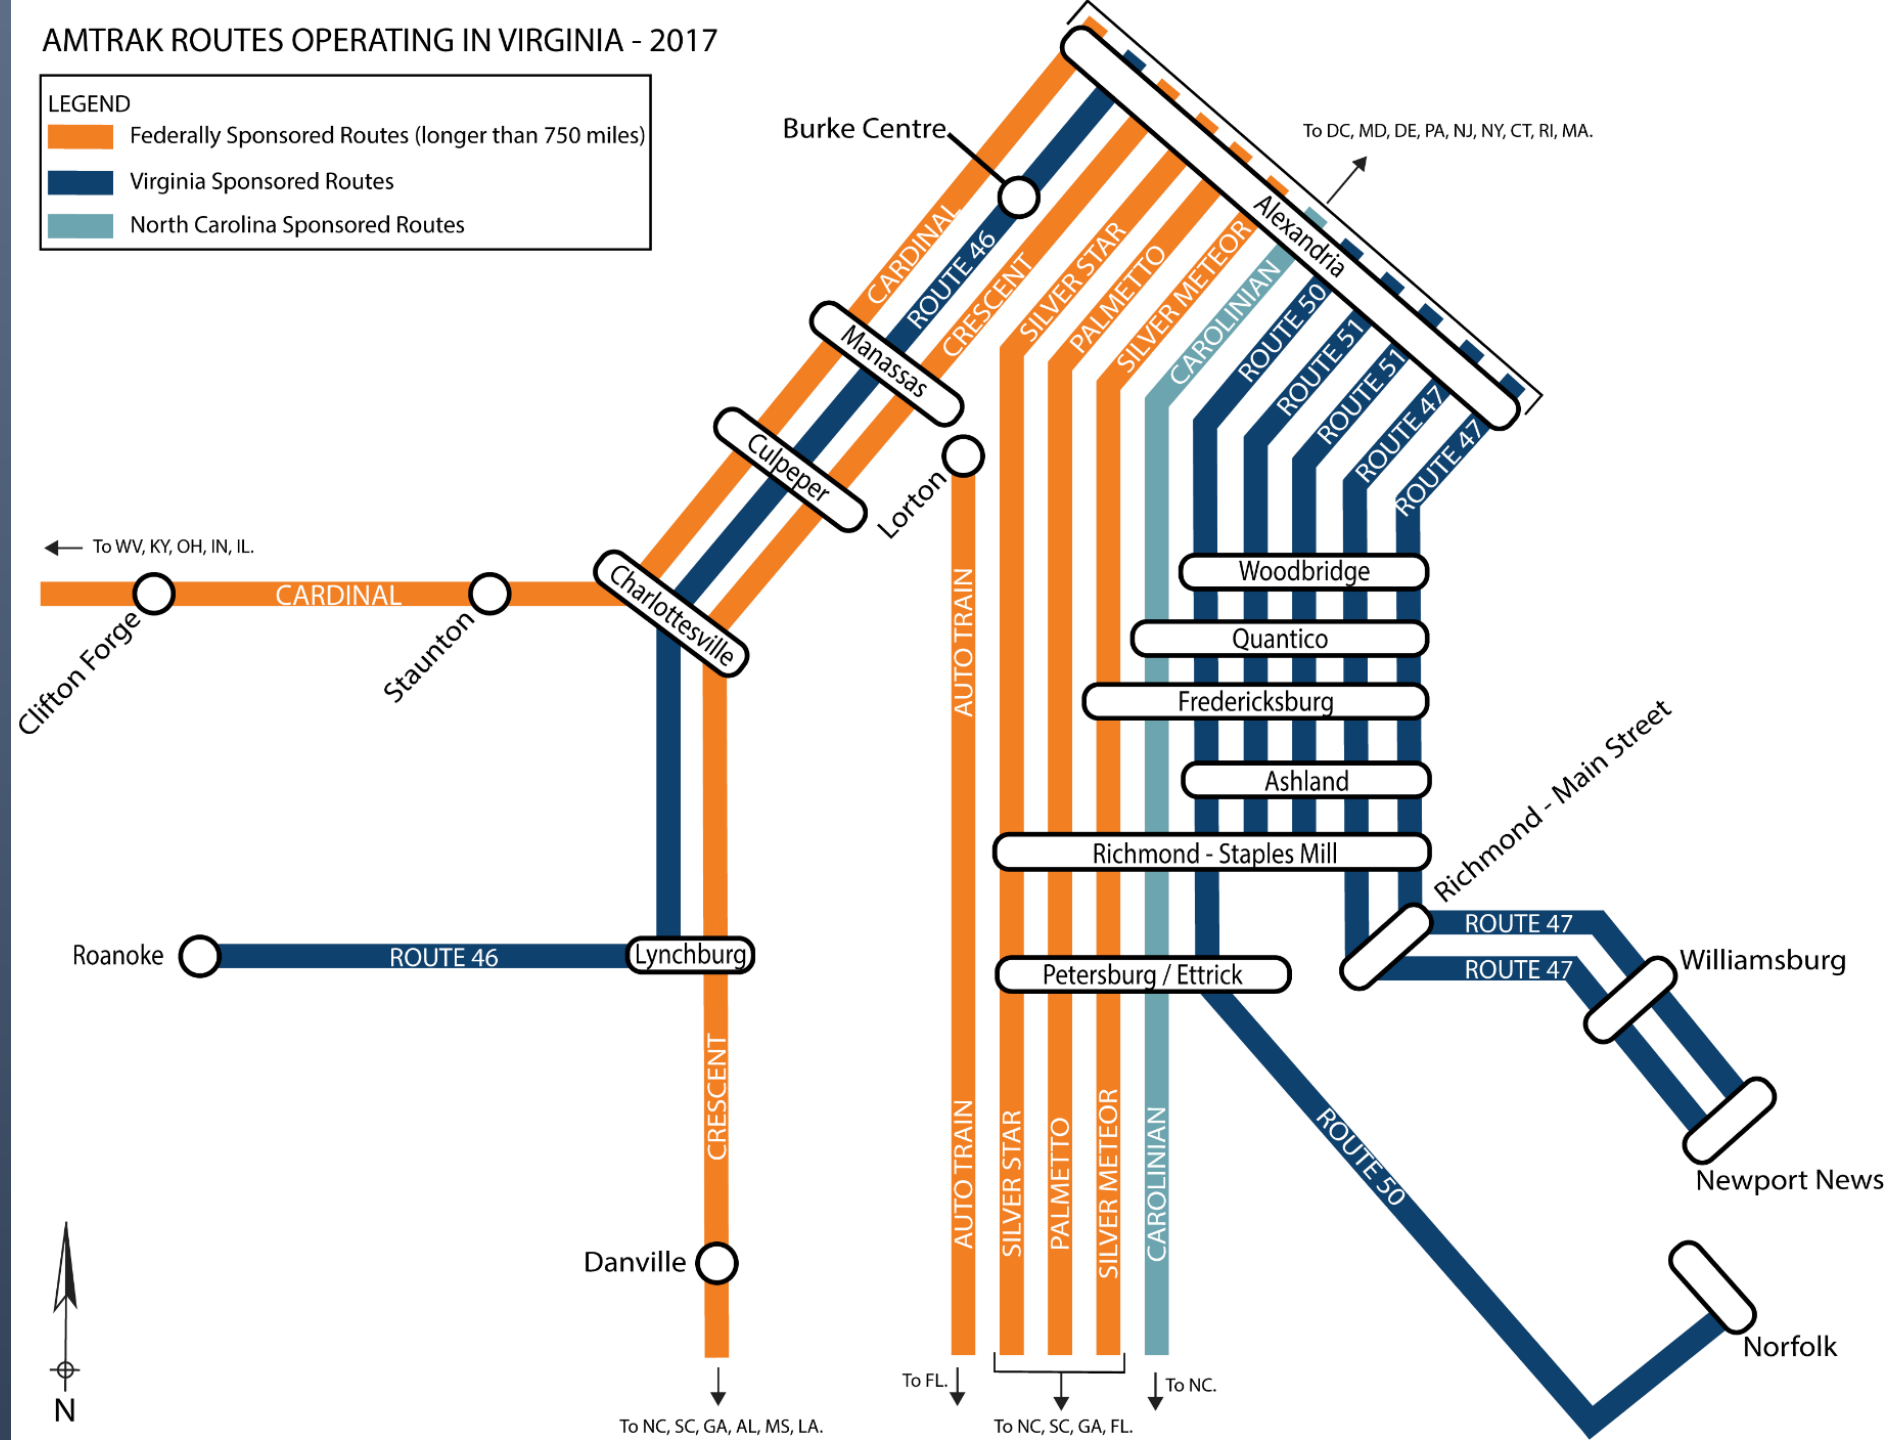 AMTRAK ROUTES OPERATING IN VIRGINIA - 2017
LEGEND
Federally Sponsored Routes (longer than 750 miles)
Virginia Sponsored Routes
North Carolina Sponsored Routes
Burke Centre
To DC, MD, DE, PA, NJ, NY, CT, RI, MA.
Alexandria
CARDINAL
ROUTE 46
CRESCENT
SILVER STAR
PALMETTO
SILVER METEOR
CAROLINIAN
ROUTE 50
ROUTE 51
ROUTE 51
ROUTE 47
ROUTE 47
Manassas
Culpeper
Lorton
To WV, KY, OH, IN, IL.
CARDINAL
Clifton Forge
Staunton
Charlottesville
AUTO TRAIN
Woodbridge
Quantico
Fredericksburg
Ashland
Richmond - Staples Mill
Richmond - Main Street
Roanoke
ROUTE 46
Lynchburg
Petersburg / Ettrick
ROUTE 47
ROUTE 47
Williamsburg
Newport News
CRESCENT
AUTO TRAIN
SILVER STAR
PALMETTO
SILVER METEOR
CAROLINIAN
ROUTE 50
Danville
Norfolk
N
To NC, SC, GA, AL, MS, LA.
To FL.
To NC, SC, GA, FL.
To NC.